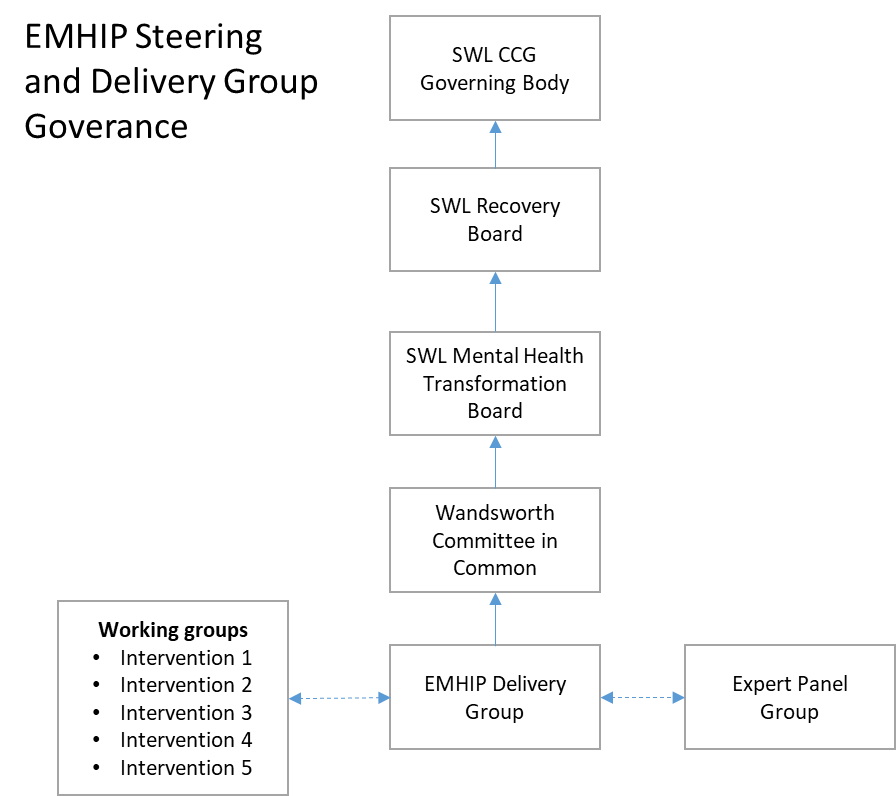 EMHIP Steering
and Delivery Group
Goverance
SWL CCG
Governing Body
SWL Recovery
Board
SWL Mental Health
Transformation
Board
Wandsworth
Committee in
Common
Working groups
• Intervention 1
• Intervention 2
• Intervention 3
• Intervention 4
• Intervention 5
EMHIP Delivery
Group
Expert Panel
Group